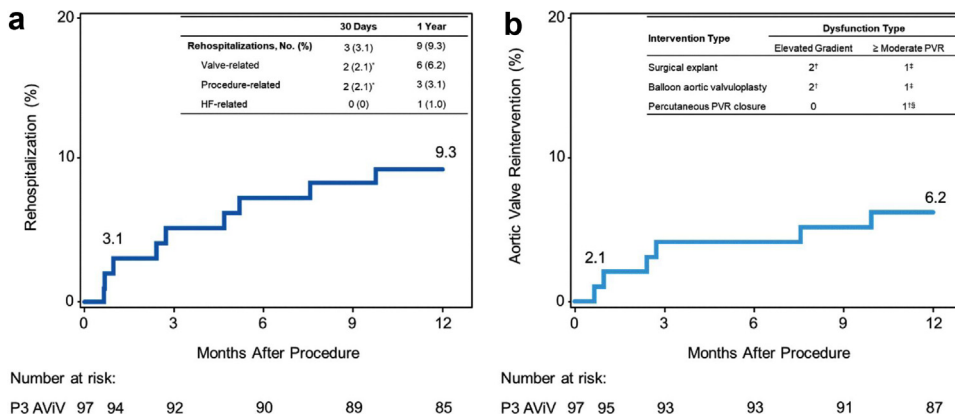 a
20
10
0
Rehospitalization (%)
30 Days 1 Year
Rehospitalizations, No. (%) 3 (3.1) 9 (9.3)
Valve-related 2 (2.1)* 6 (6.2)
Procedure-related 2 (2.1)* 3 (3.1)
HF-related 0 (0) 1 (1.0)
3.1
9.3
0 3 6 9 12
Months After Procedure
Number at risk:
P3 AViV 97 94 92 90 89 85
b
20
10
0
Aortic Valve Reintervention (%)
Dysfunction Type
Intervention Type
Elevated Gradient ≥ Moderate PVR
Surgical explant 2† 1‡
Balloon aortic valvuloplasty 2† 1‡
Percutaneous PVR closure 0 1†§
2.1
6.2
0 3 6 9 12
Months After Procedure
Number at risk:
P3 AViV 97 95 93 93 91 87